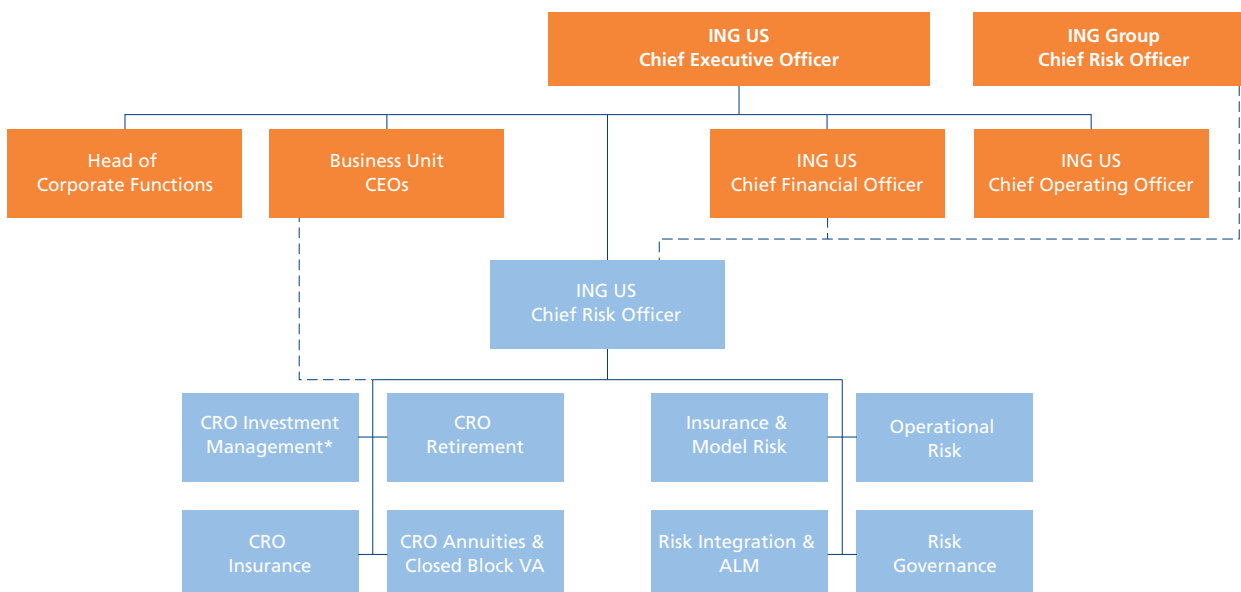 ING US
Chief Executive Officer
ING Group
Chief Risk Officer
Head of
Corporate Functions
Business Unit
CEOs
ING US
Chief Financial Officer
ING US
Chief Operating Officer
ING US
Chief Risk Officer
CRO Investment
Management*
CRO
Retirement
Insurance &
Model Risk
Operational
Risk
CRO
Insurance
CRO Annuities &
Closed Block VA
Risk Integration &
ALM
Risk
Governance